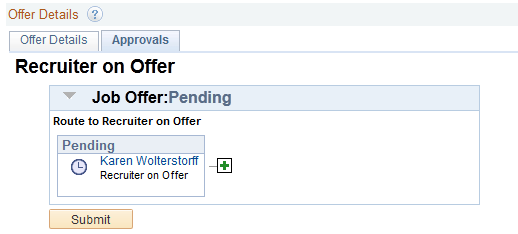 Offer Details ?
Offer Details Approvals
Recruiter on Offer
Job Offer:Pending
Route to Recruiter on Offer
Pending
Karen Wolterstorff
Recruiter on Offer
Submit